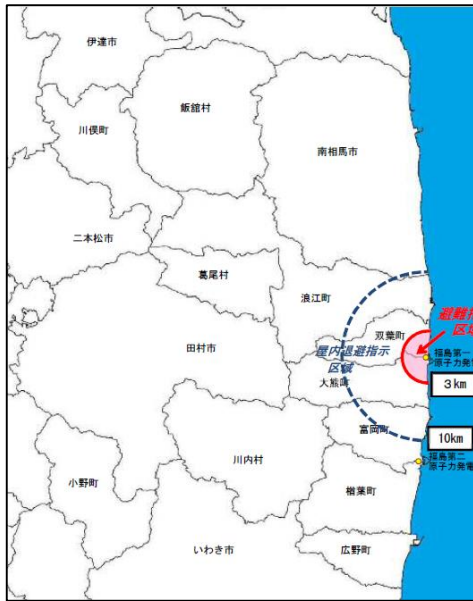 伊達市
飯舘村
川俣町
南相馬市
二本松市
葛尾村
浪江町
避難指
区域
双葉町
屋内退避指示
区域
田村市
福島第一
原子力発電
大熊町
3km
富岡町
10km
川内村
福島第二
原子力発電
小野町
楢葉町
いわき市
広野町